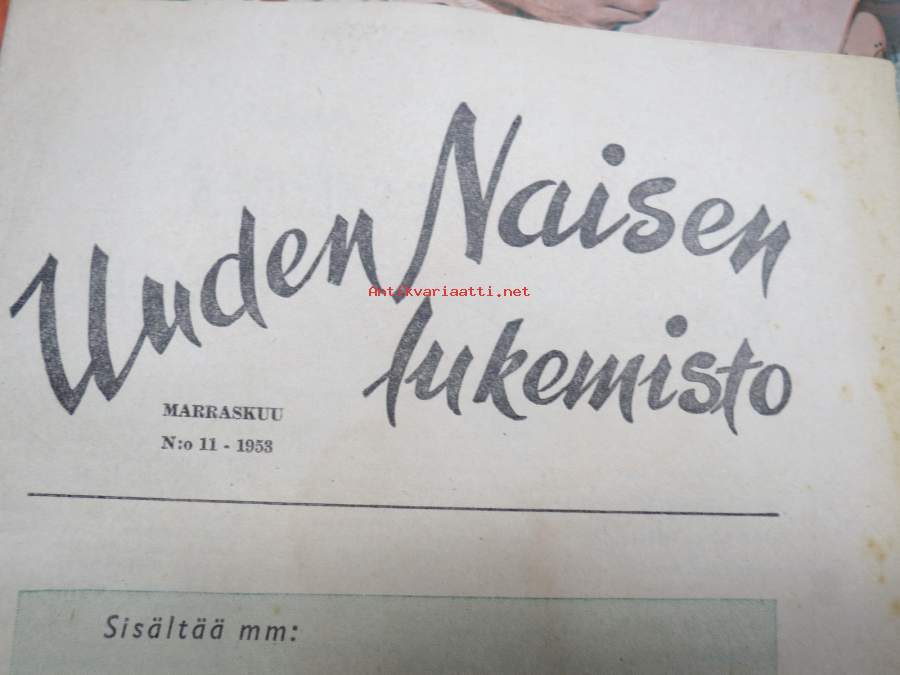 Uuden Naisen
lukemisto
Antikvariaatti.net
MARRASKUU
N:o 11 - 1953
Sisältää mm: